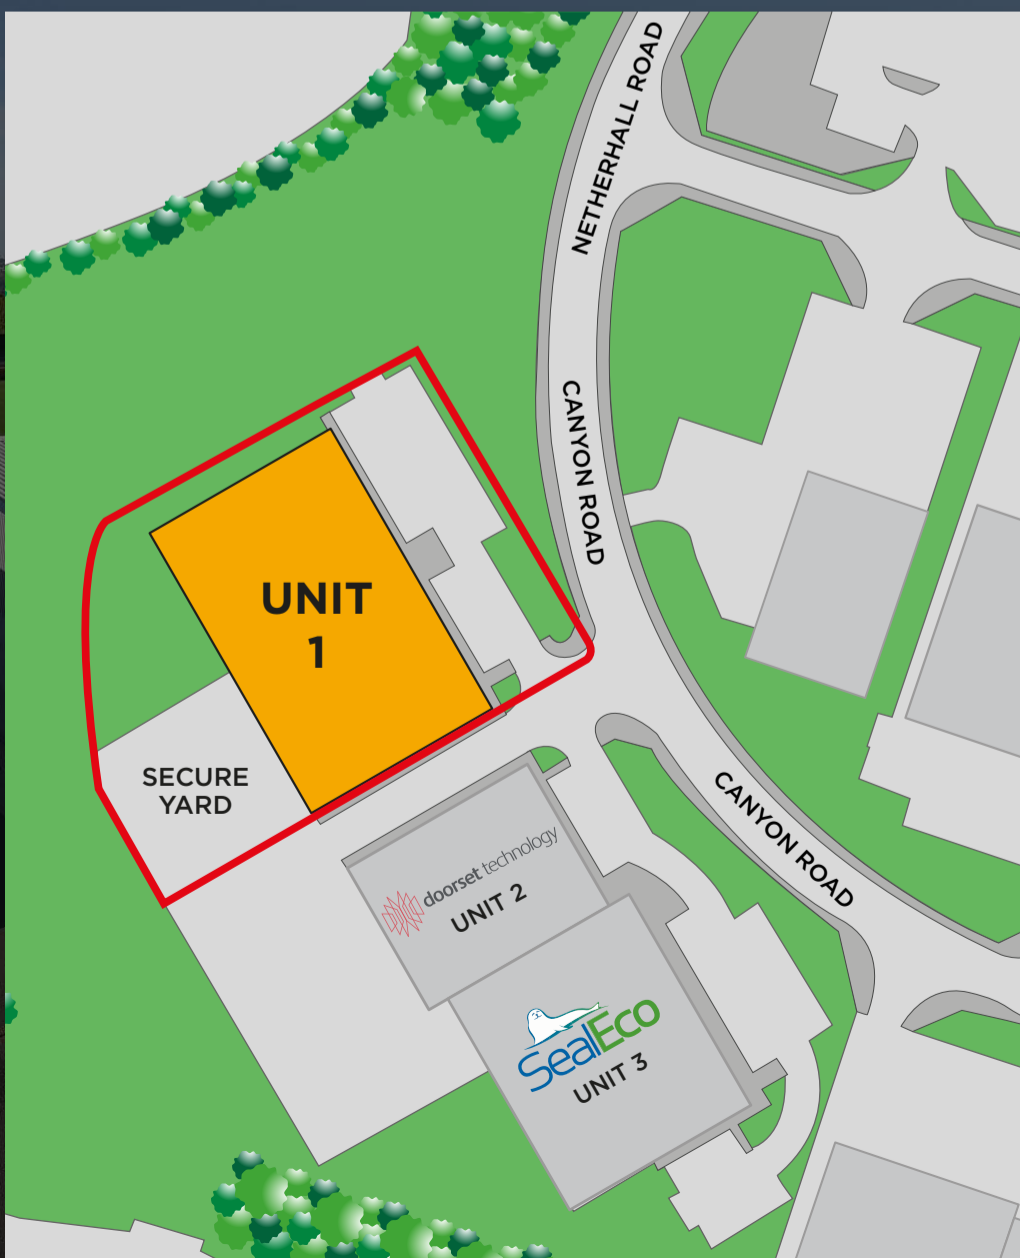 NETHERHALL ROAD
CANYON ROAD
UNIT
1
SECURE
YARD
CANYON ROAD
doorset technology
UNIT 2
SealEco
UNIT 3